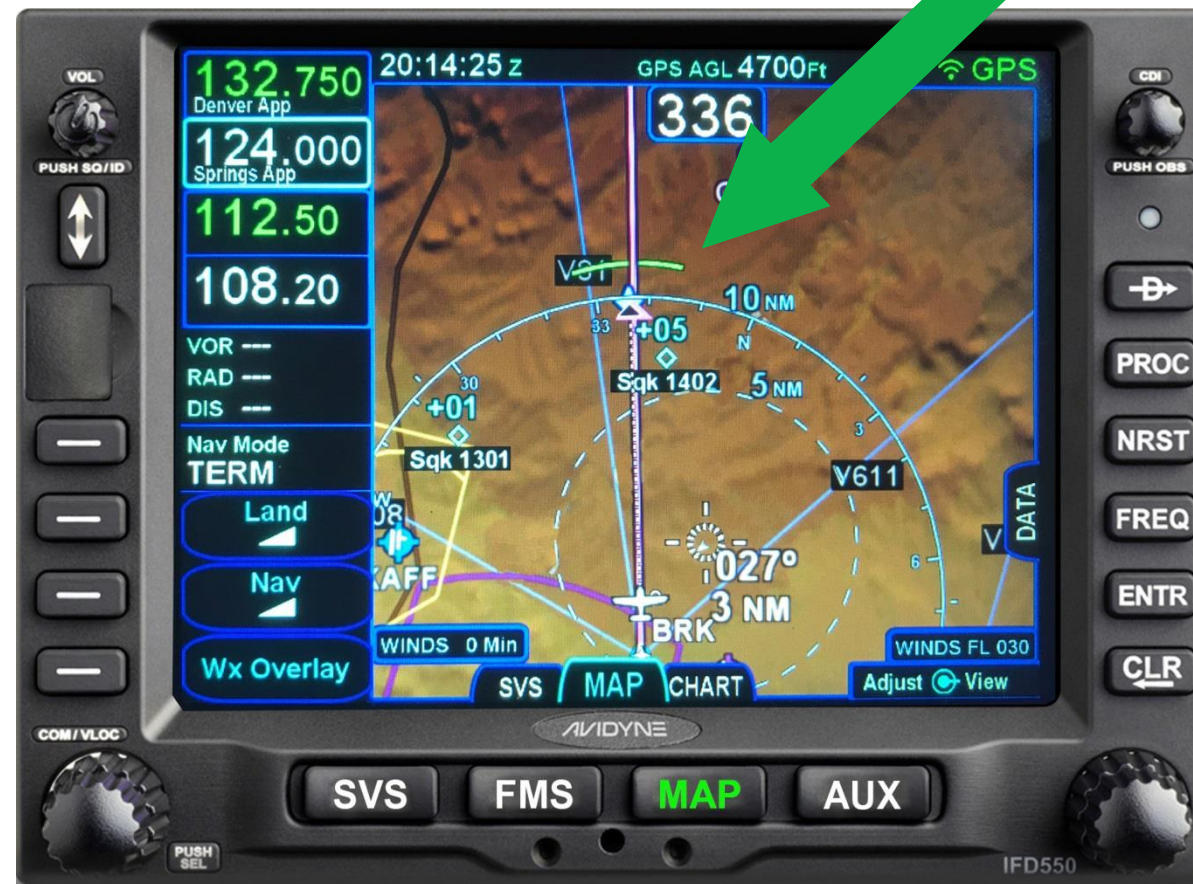 VOL
PUSH SQ/ID
132.750
Denver App
124.000
Springs App
112.50
108.20
VOR ---
RAD ---
DIS ---
Nav Mode
TERM
Land
Nav
Wx Overlay
COM/VLOC
PUSH
SEL
20:14:25 Z
GPS AGL 4700Ft
GPS
336
10 NM
33
+05
N
Sqk 1402
5 NM
30
+01
3
Sqk 1301
V611
6
KAFF
027°
3 NM
BRK
WINDS 0 Min
WINDS FL 030
SVS
MAP
CHART
Adjust View
DATA
CDI
PUSH OBS
D
PROC
NRST
FREQ
ENTR
CLR
AVIDYNE
SVS
FMS
MAP
AUX
IFD550